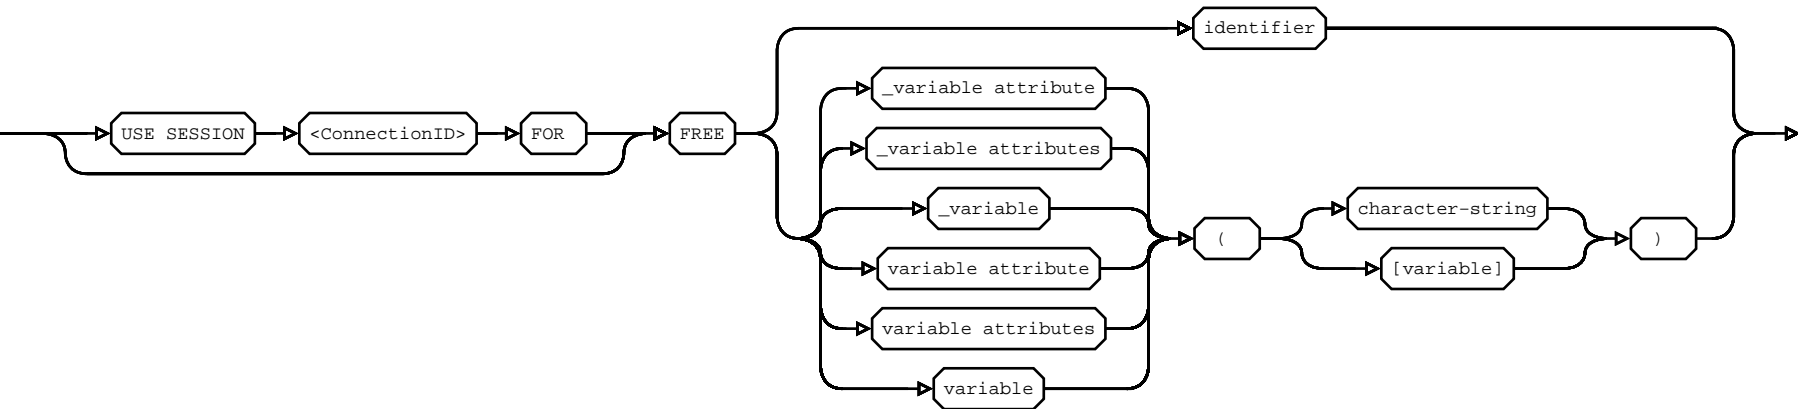 identifier
_variable attribute
USE SESSION <ConnectionID> FOR FREE
_variable attributes
_variable
character-string
( )
variable attribute
[variable]
variable attributes
variable